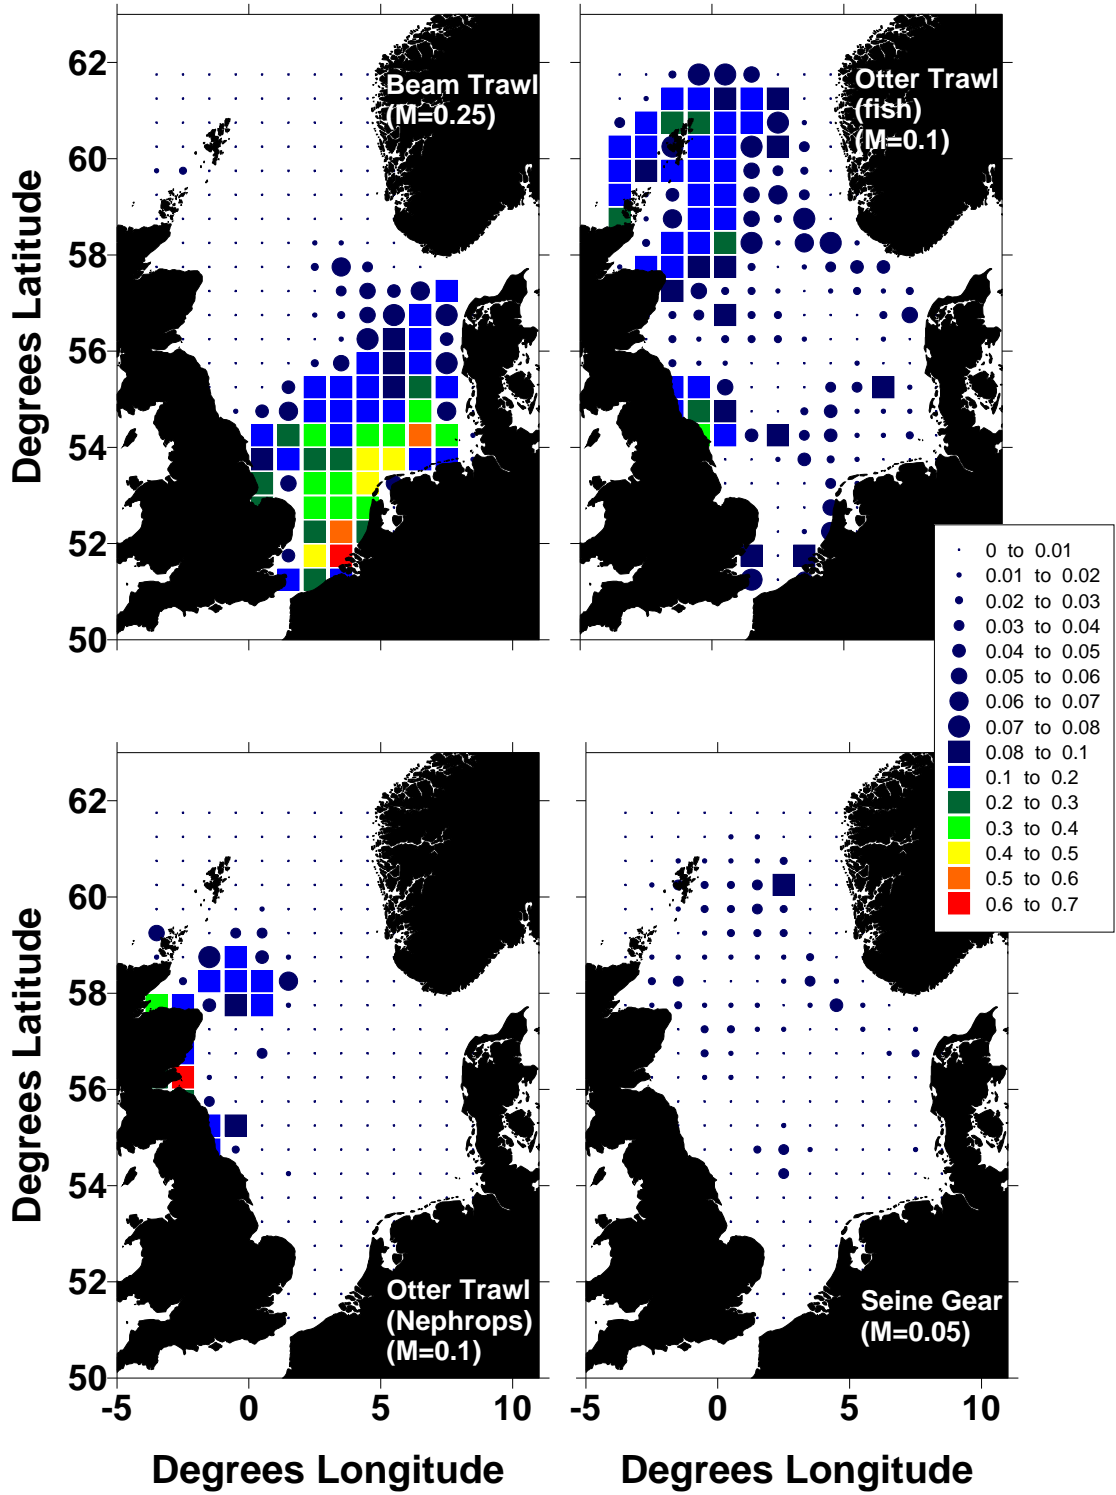 62
60
58
56
54
52
50
Degrees Latitude
Beam Trawl
(M=0.25)
Otter Trawl
(fish)
(M=0.1)
0 to 0.01
0.01 to 0.02
0.02 to 0.03
0.03 to 0.04
0.04 to 0.05
0.05 to 0.06
0.06 to 0.07
0.07 to 0.08
0.08 to 0.1
0.1 to 0.2
0.2 to 0.3
0.3 to 0.4
0.4 to 0.5
0.5 to 0.6
0.6 to 0.7
62
60
58
56
54
52
50
Degrees Latitude
Otter Trawl
(Nephrops)
(M=0.1)
Seine Gear
(M=0.05)
-5 0 5 10
-5 0 5 10
Degrees Longitude
Degrees Longitude